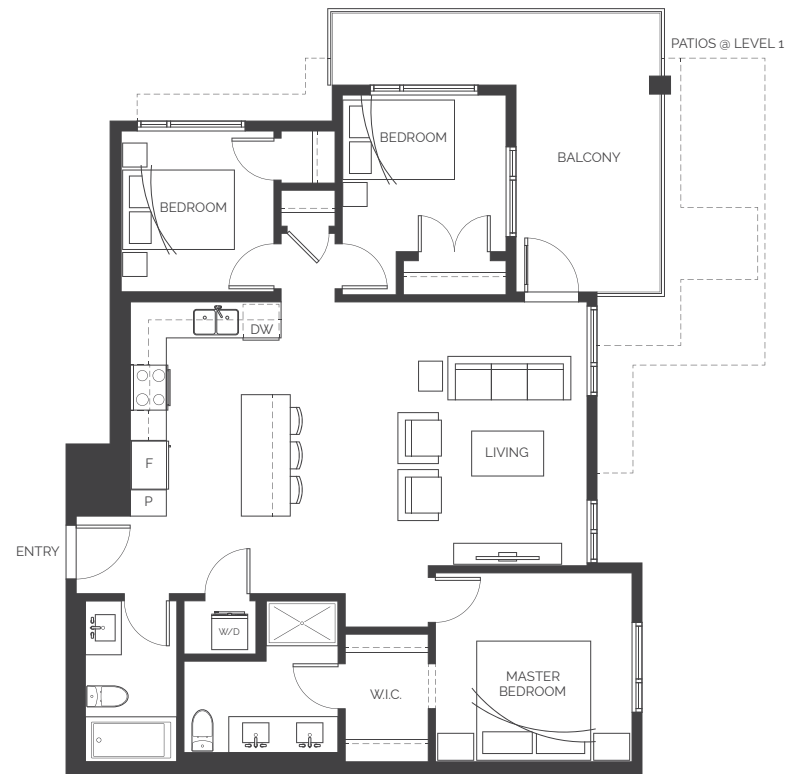 PATIOS @ LEVEL 1
BEDROOM
BALCONY
BEDROOM
DW
LIVING
F
P
ENTRY
W/D
MASTER
BEDROOM
W.I.C.